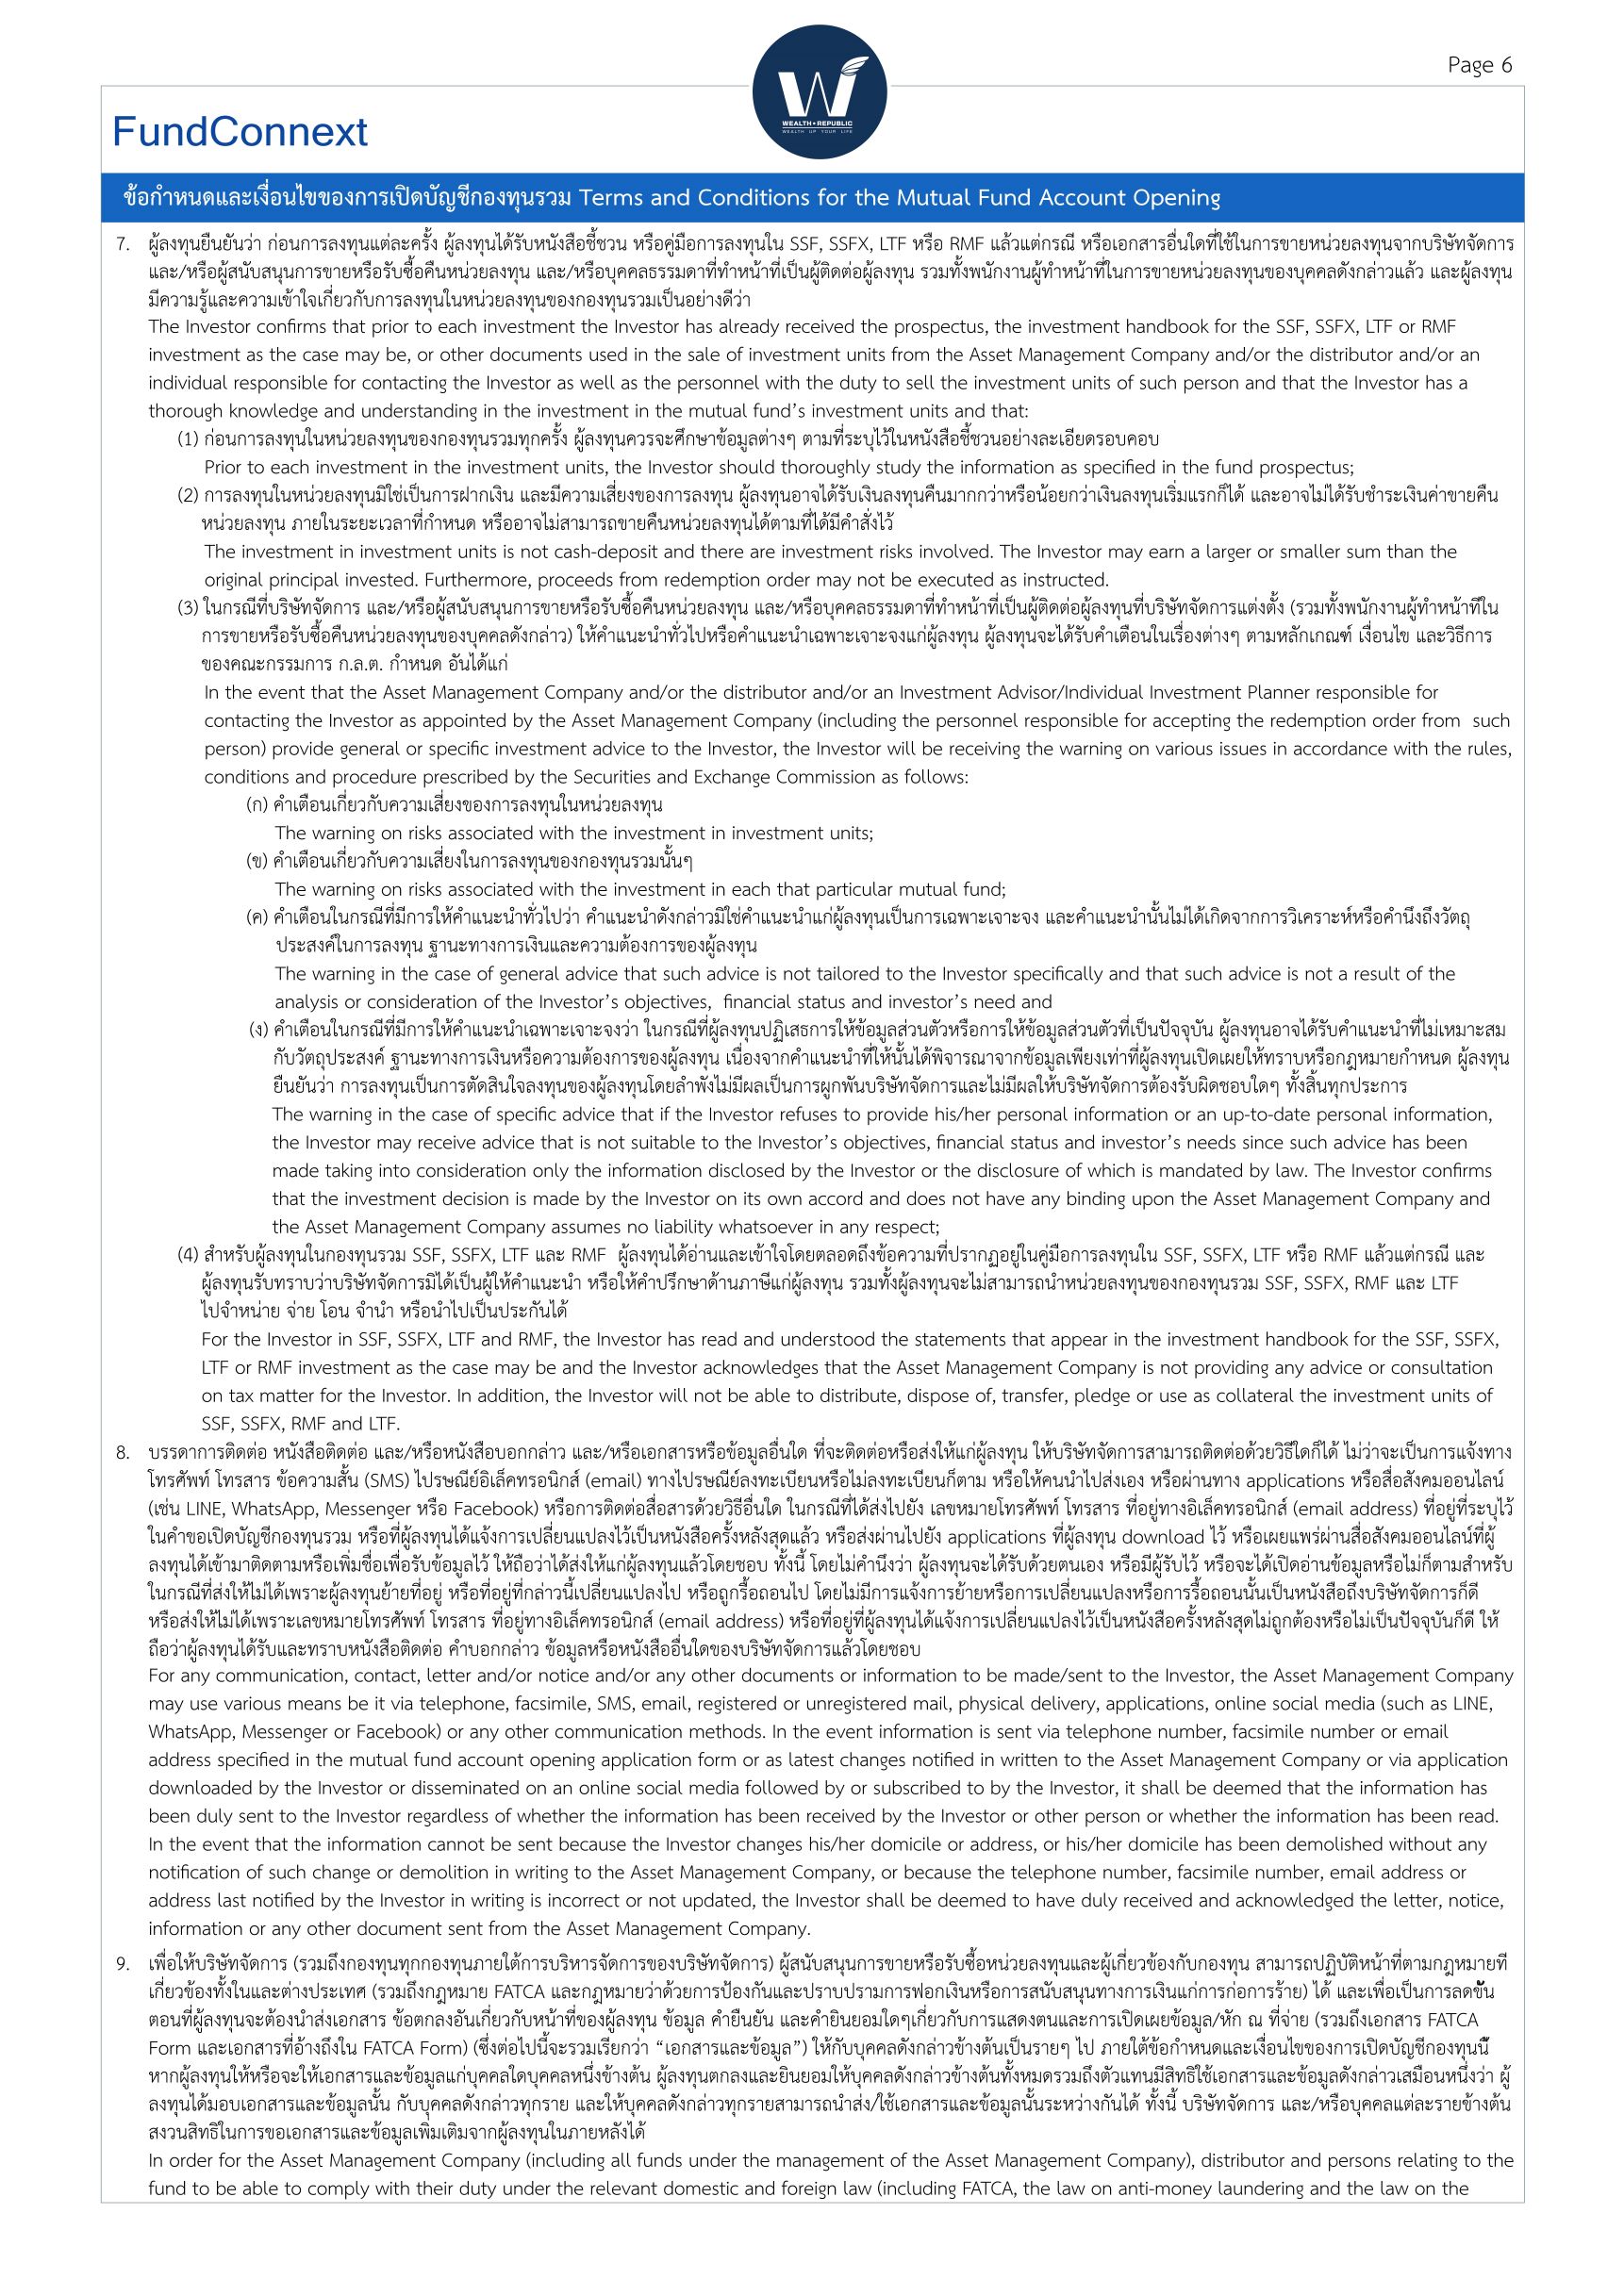 Page 6
WEALTH•REPUBLIC
WEALTH UP YOUR LIFE
FundConnext
ข้อกำหนดและเงื่อนไขของการเปิดบัญชีกองทุนรวม Terms and Conditions for the Mutual Fund Account Opening
7. ผู้ลงทุนยืนยันว่า ก่อนการลงทุนแต่ละครั้ง ผู้ลงทุนได้รับหนังสือชี้ชวน หรือคู่มือการลงทุนใน SSF, SSFX, LTF หรือ RMF แล้วแต่กรณี หรือเอกสารอื่นใดที่ใช้ในการขายหน่วยลงทุนจากบริษัทจัดการ
และ/หรือผู้สนับสนุนการขายหรือรับซื้อคืนหน่วยลงทุน และ/หรือบุคคลธรรมดาที่ทำหน้าที่เป็นผู้ติดต่อผู้ลงทุน รวมทั้งพนักงานผู้ทำหน้าที่ในการขายหน่วยลงทุนของบุคคลดังกล่าวแล้ว และผู้ลงทุน
มีความรู้และความเข้าใจเกี่ยวกับการลงทุนในหน่วยลงทุนของกองทุนรวมเป็นอย่างดีว่า
The Investor confirms that prior to each investment the Investor has already received the prospectus, the investment handbook for the SSF, SSFX, LTF or RMF
investment as the case may be, or other documents used in the sale of investment units from the Asset Management Company and/or the distributor and/or an
individual responsible for contacting the Investor as well as the personnel with the duty to sell the investment units of such person and that the Investor has a
thorough knowledge and understanding in the investment in the mutual fund’s investment units and that:
(1) ก่อนการลงทุนในหน่วยลงทุนของกองทุนรวมทุกครั้ง ผู้ลงทุนควรจะศึกษาข้อมูลต่างๆ ตามที่ระบุไว้ในหนังสือชี้ชวนอย่างละเอียดรอบคอบ
Prior to each investment in the investment units, the Investor should thoroughly study the information as specified in the fund prospectus;
(2) การลงทุนในหน่วยลงทุนมิใช่เป็นการฝากเงิน และมีความเสี่ยงของการลงทุน ผู้ลงทุนอาจได้รับเงินลงทุนคืนมากกว่าหรือน้อยกว่าเงินลงทุนเริ่มแรกก็ได้ และอาจไม่ได้รับชำระเงินค่าขายคืน
หน่วยลงทุน ภายในระยะเวลาที่กำหนด หรืออาจไม่สามารถขายคืนหน่วยลงทุนได้ตามที่ได้มีคำสั่งไว้
The investment in investment units is not cash-deposit and there are investment risks involved. The Investor may earn a larger or smaller sum than the
original principal invested. Furthermore, proceeds from redemption order may not be executed as instructed.
(3) ในกรณีที่บริษัทจัดการ และ/หรือผู้สนับสนุนการขายหรือรับซื้อคืนหน่วยลงทุน และ/หรือบุคคลธรรมดาที่ทำหน้าที่เป็นผู้ติดต่อผู้ลงทุนที่บริษัทจัดการแต่งตั้ง (รวมทั้งพนักงานผู้ทำหน้าที่ใน
การขายหรือรับซื้อคืนหน่วยลงทุนของบุคคลดังกล่าว) ให้คำแนะนำทั่วไปหรือคำแนะนำเฉพาะเจาะจงแก่ผู้ลงทุน ผู้ลงทุนจะได้รับคำเตือนในเรื่องต่างๆ ตามหลักเกณฑ์ เงื่อนไข และวิธีการ
ของคณะกรรมการ ก.ล.ต. กำหนด อันได้แก่
In the event that the Asset Management Company and/or the distributor and/or an Investment Advisor/Individual Investment Planner responsible for
contacting the Investor as appointed by the Asset Management Company (including the personnel responsible for accepting the redemption order from such
person) provide general or specific investment advice to the Investor, the Investor will be receiving the warning on various issues in accordance with the rules,
conditions and procedure prescribed by the Securities and Exchange Commission as follows:
(ก) คำเตือนเกี่ยวกับความเสี่ยงของการลงทุนในหน่วยลงทุน
The warning on risks associated with the investment in investment units;
(ข) คำเตือนเกี่ยวกับความเสี่ยงในการลงทุนของกองทุนรวมนั้นๆ
The warning on risks associated with the investment in each that particular mutual fund;
(ค) คำเตือนในกรณีที่มีการให้คำแนะนำทั่วไปว่า คำแนะนำดังกล่าวมิใช่คำแนะนำแก่ผู้ลงทุนเป็นการเฉพาะเจาะจง และคำแนะนำนั้นไม่ได้เกิดจากการวิเคราะห์หรือคำนึงถึงวัตถุ
ประสงค์ในการลงทุน ฐานะทางการเงินและความต้องการของผู้ลงทุน
The warning in the case of general advice that such advice is not tailored to the Investor specifically and that such advice is not a result of the
analysis or consideration of the Investor’s objectives, financial status and investor’s need and
(ง) คำเตือนในกรณีที่มีการให้คำแนะนำเฉพาะเจาะจงว่า ในกรณีที่ผู้ลงทุนปฏิเสธการให้ข้อมูลส่วนตัวหรือการให้ข้อมูลส่วนตัวที่เป็นปัจจุบัน ผู้ลงทุนอาจได้รับคำแนะนำที่ไม่เหมาะสม
กับวัตถุประสงค์ ฐานะทางการเงินหรือความต้องการของผู้ลงทุน เนื่องจากคำแนะนำที่ให้นั้นได้พิจารณาจากข้อมูลเพียงเท่าที่ผู้ลงทุนเปิดเผยให้ทราบหรือกฎหมายกำหนด ผู้ลงทุน
ยืนยันว่า การลงทุนเป็นการตัดสินใจลงทุนของผู้ลงทุนโดยลำพังไม่มีผลเป็นการผูกพันบริษัทจัดการและไม่มีผลให้บริษัทจัดการต้องรับผิดชอบใดๆ ทั้งสิ้นทุกประการ
The warning in the case of specific advice that if the Investor refuses to provide his/her personal information or an up-to-date personal information,
the Investor may receive advice that is not suitable to the Investor’s objectives, financial status and investor’s needs since such advice has been
made taking into consideration only the information disclosed by the Investor or the disclosure of which is mandated by law. The Investor confirms
that the investment decision is made by the Investor on its own accord and does not have any binding upon the Asset Management Company and
the Asset Management Company assumes no liability whatsoever in any respect;
(4) สำหรับผู้ลงทุนในกองทุนรวม SSF, SSFX, LTF และ RMF ผู้ลงทุนได้อ่านและเข้าใจโดยตลอดถึงข้อความที่ปรากฏอยู่ในคู่มือการลงทุนใน SSF, SSFX, LTF หรือ RMF แล้วแต่กรณี และ
ผู้ลงทุนรับทราบว่าบริษัทจัดการมิได้เป็นผู้ให้คำแนะนำ หรือให้คำปรึกษาด้านภาษีแก่ผู้ลงทุน รวมทั้งผู้ลงทุนจะไม่สามารถนำหน่วยลงทุนของกองทุนรวม SSF, SSFX, RMF และ LTF
ไปจำหน่าย จ่าย โอน จำนำ หรือนำไปเป็นประกันได้
For the Investor in SSF, SSFX, LTF and RMF, the Investor has read and understood the statements that appear in the investment handbook for the SSF, SSFX,
LTF or RMF investment as the case may be and the Investor acknowledges that the Asset Management Company is not providing any advice or consultation
on tax matter for the Investor. In addition, the Investor will not be able to distribute, dispose of, transfer, pledge or use as collateral the investment units of
SSF, SSFX, RMF and LTF.
8. บรรดาการติดต่อ หนังสือติดต่อ และ/หรือหนังสือบอกกล่าว และ/หรือเอกสารหรือข้อมูลอื่นใด ที่จะติดต่อหรือส่งให้แก่ผู้ลงทุน ให้บริษัทจัดการสามารถติดต่อด้วยวิธีใดก็ได้ ไม่ว่าจะเป็นการแจ้งทาง
โทรศัพท์ โทรสาร ข้อความสั้น (SMS) ไปรษณีย์อิเล็คทรอนิกส์ (email) ทางไปรษณีย์ลงทะเบียนหรือไม่ลงทะเบียนก็ตาม หรือให้คนนำไปส่งเอง หรือผ่านทาง applications หรือสื่อสังคมออนไลน์
(เช่น LINE, WhatsApp, Messenger หรือ Facebook) หรือการติดต่อสื่อสารด้วยวิธีอื่นใด ในกรณีที่ได้ส่งไปยัง เลขหมายโทรศัพท์ โทรสาร ที่อยู่ทางอิเล็คทรอนิกส์ (email address) ที่อยู่ที่ระบุไว้
ในคำขอเปิดบัญชีกองทุนรวม หรือที่ผู้ลงทุนได้แจ้งการเปลี่ยนแปลงไว้เป็นหนังสือครั้งหลังสุดแล้ว หรือส่งผ่านไปยัง applications ที่ผู้ลงทุน download ไว้ หรือเผยแพร่ผ่านสื่อสังคมออนไลน์ที่ผู้
ลงทุนได้เข้ามาติดตามหรือเพิ่มชื่อเพื่อรับข้อมูลไว้ ให้ถือว่าได้ส่งให้แก่ผู้ลงทุนแล้วโดยชอบ ทั้งนี้ โดยไม่คำนึงว่า ผู้ลงทุนจะได้รับด้วยตนเอง หรือมีผู้รับไว้ หรือจะได้เปิดอ่านข้อมูลหรือไม่ก็ตามสำหรับ
ในกรณีที่ส่งให้ไม่ได้เพราะผู้ลงทุนย้ายที่อยู่ หรือที่อยู่ที่กล่าวนี้เปลี่ยนแปลงไป หรือถูกรื้อถอนไป โดยไม่มีการแจ้งการย้ายหรือการเปลี่ยนแปลงหรือการรื้อถอนนั้นเป็นหนังสือถึงบริษัทจัดการก็ดี
หรือส่งให้ไม่ได้เพราะเลขหมายโทรศัพท์ โทรสาร ที่อยู่ทางอิเล็คทรอนิกส์ (email address) หรือที่อยู่ที่ผู้ลงทุนได้แจ้งการเปลี่ยนแปลงไว้เป็นหนังสือครั้งหลังสุดไม่ถูกต้องหรือไม่เป็นปัจจุบันก็ดี ให้
ถือว่าผู้ลงทุนได้รับและทราบหนังสือติดต่อ คำบอกกล่าว ข้อมูลหรือหนังสืออื่นใดของบริษัทจัดการแล้วโดยชอบ
For any communication, contact, letter and/or notice and/or any other documents or information to be made/sent to the Investor, the Asset Management Company
may use various means be it via telephone, facsimile, SMS, email, registered or unregistered mail, physical delivery, applications, online social media (such as LINE,
WhatsApp, Messenger or Facebook) or any other communication methods. In the event information is sent via telephone number, facsimile number or email
address specified in the mutual fund account opening application form or as latest changes notified in written to the Asset Management Company or via application
downloaded by the Investor or disseminated on an online social media followed by or subscribed to by the Investor, it shall be deemed that the information has
been duly sent to the Investor regardless of whether the information has been received by the Investor or other person or whether the information has been read.
In the event that the information cannot be sent because the Investor changes his/her domicile or address, or his/her domicile has been demolished without any
notification of such change or demolition in writing to the Asset Management Company, or because the telephone number, facsimile number, email address or
address last notified by the Investor in writing is incorrect or not updated, the Investor shall be deemed to have duly received and acknowledged the letter, notice,
information or any other document sent from the Asset Management Company.
9. เพื่อให้บริษัทจัดการ (รวมถึงกองทุนทุกกองทุนภายใต้การบริหารจัดการของบริษัทจัดการ) ผู้สนับสนุนการขายหรือรับซื้อหน่วยลงทุนและผู้เกี่ยวข้องกับกองทุน สามารถปฏิบัติหน้าที่ตามกฎหมายที่
เกี่ยวข้องทั้งในและต่างประเทศ (รวมถึงกฎหมาย FATCA และกฎหมายว่าด้วยการป้องกันและปราบปรามการฟอกเงินหรือการสนับสนุนทางการเงินแก่การก่อการร้าย) ได้ และเพื่อเป็นการลดขั้น
ตอนที่ผู้ลงทุนจะต้องนำส่งเอกสาร ข้อตกลงอันเกี่ยวกับหน้าที่ของผู้ลงทุน ข้อมูล คำยืนยัน และคำยินยอมใดๆเกี่ยวกับการแสดงตนและการเปิดเผยข้อมูล/หัก ณ ที่จ่าย (รวมถึงเอกสาร FATCA
Form และเอกสารที่อ้างถึงใน FATCA Form) (ซึ่งต่อไปนี้จะรวมเรียกว่า “เอกสารและข้อมูล”) ให้กับบุคคลดังกล่าวข้างต้นเป็นรายๆ ไป ภายใต้ข้อกำหนดและเงื่อนไขของการเปิดบัญชีกองทุนนี้
หากผู้ลงทุนให้หรือจะให้เอกสารและข้อมูลแก่บุคคลใดบุคคลหนึ่งข้างต้น ผู้ลงทุนตกลงและยินยอมให้บุคคลดังกล่าวข้างต้นทั้งหมดรวมถึงตัวแทนมีสิทธิใช้เอกสารและข้อมูลดังกล่าวเสมือนหนึ่งว่า ผู้
ลงทุนได้มอบเอกสารและข้อมูลนั้น กับบุคคลดังกล่าวทุกราย และให้บุคคลดังกล่าวทุกรายสามารถนำส่ง/ใช้เอกสารและข้อมูลนั้นระหว่างกันได้ ทั้งนี้ บริษัทจัดการ และ/หรือบุคคลแต่ละรายข้างต้น
สงวนสิทธิในการขอเอกสารและข้อมูลเพิ่มเติมจากผู้ลงทุนในภายหลังได้
In order for the Asset Management Company (including all funds under the management of the Asset Management Company), distributor and persons relating to the
fund to be able to comply with their duty under the relevant domestic and foreign law (including FATCA, the law on anti-money laundering and the law on the